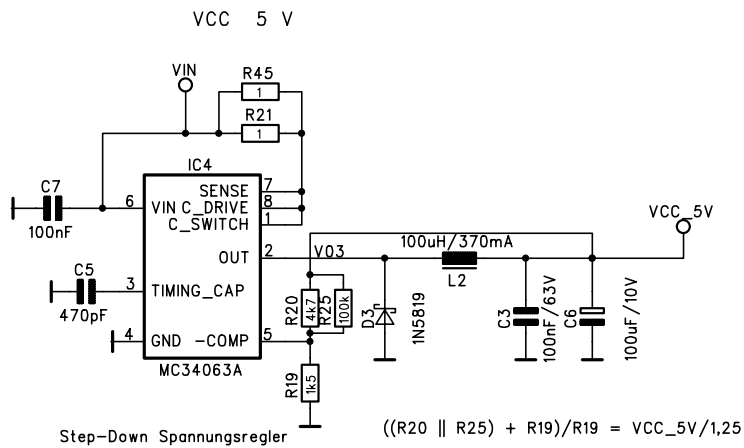 VCC 5 V
VIN
R45
1
R21
1
IC4
C7
100nF
6
VIN
SENSE
7
C_DRIVE
8
C_SWITCH
1
OUT
2
V03
100uH/370mA
L2
VCC_5V
C5
470pF
3
TIMING_CAP
R20
4k7
R25
100k
D3
1N5819
C3
100nF/63V
C6
100uF/10V
4
GND
-COMP
5
MC34063A
R19
1k5
Step-Down Spannungsregler
((R20 || R25) + R19)/R19 = VCC_5V/1,25